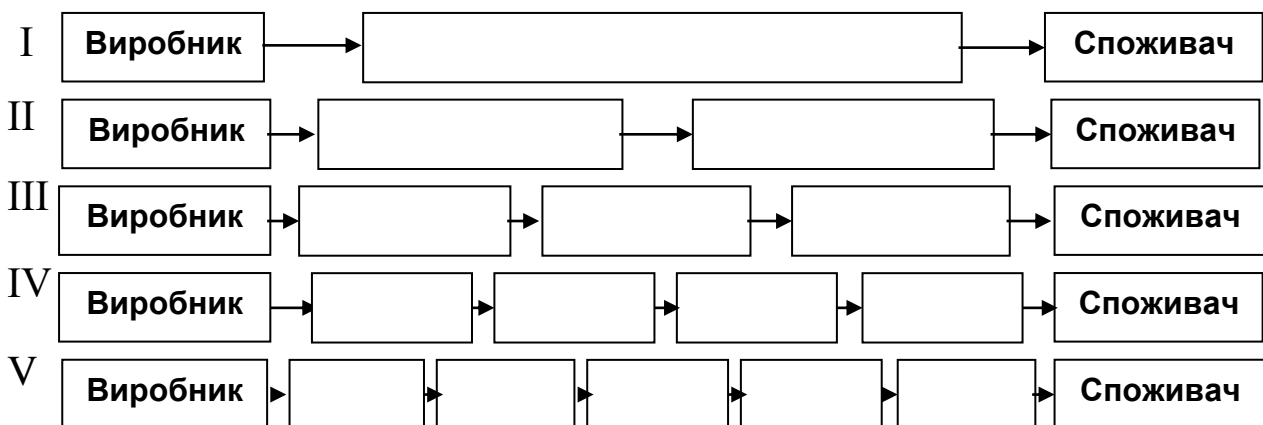 I Виробник Споживач
II Виробник Споживач
III Виробник Споживач
IV Виробник Споживач
V Виробник Споживач